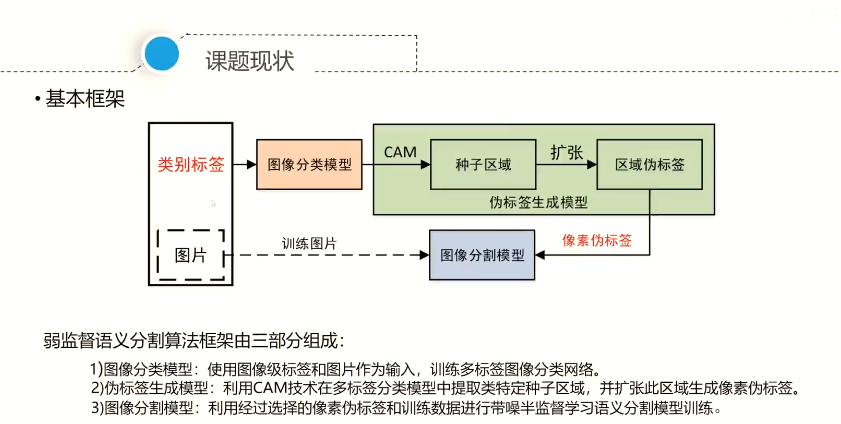 课题现状
• 基本框架
类别标签
图像分类模型
CAM
种子区域
扩张
区域伪标签
伪标签生成模型
图片
训练图片
图像分割模型
像素伪标签
弱监督语义分割算法框架由三部分组成：
1)图像分类模型：使用图像级标签和图片作为输入，训练多标签图像分类网络。
2)伪标签生成模型：利用CAM技术在多标签分类模型中提取类特定种子区域，并扩张此区域生成像素伪标签。
3)图像分割模型：利用经过选择的像素伪标签和训练数据进行带噪半监督学习语义分割模型训练。